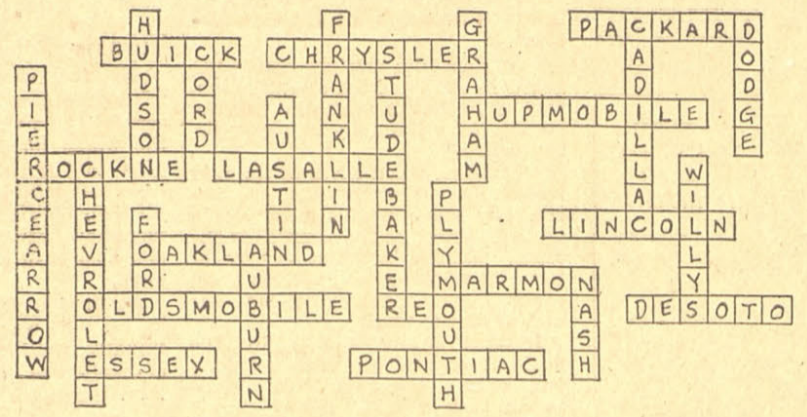 HUDSON
FRANKLIN
GRAHAM
PACKARD
CADILLAC
DODGE
BUICK
CORD
CHRYSLER
STUDEBAKER
PIERCEARROW
AUSTIN
HUPMOBILE
ROCKNE
CHEVROLET
LASALLE
WILLYS
PLYMOUTH
FORD
LINCOLN
OAKLAND
AUBURN
MARMON
NASH
OLDSMOBILE
REO
DESOTO
ESSEX
PONTIAC